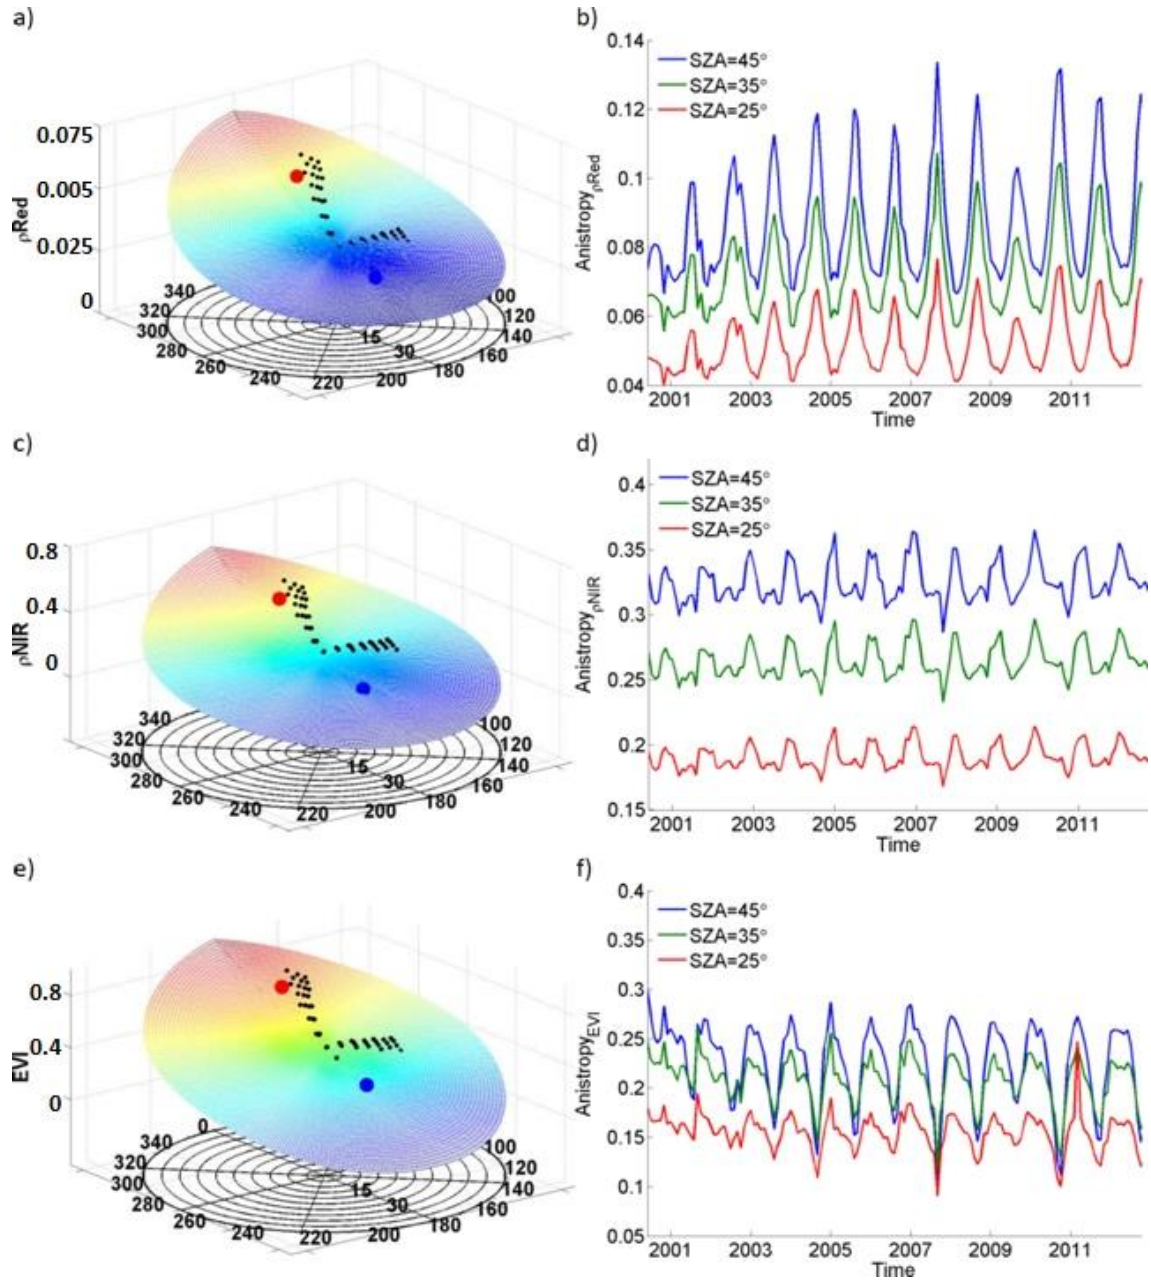 a)
0.075
0.005
0.025
0
ρRed
340
320
300
280
260
240
220
200
180
160
140
120
100
15
30
b)
0.14
0.12
0.1
0.08
0.06
0.04
Anistropy ρRed
SZA=45°
SZA=35°
SZA=25°
2001 2003 2005 2007 2009 2011
Time
c)
0.8
0.4
0
ρNIR
340
320
300
280
260
240
220
200
180
160
140
120
100
15
30
d)
0.4
0.35
0.3
0.25
0.2
0.15
Anistropy ρNIR
SZA=45°
SZA=35°
SZA=25°
2001 2003 2005 2007 2009 2011
Time
e)
0.8
0.4
0
EVI
0
340
320
300
280
260
240
220
200
180
160
140
120
100
15
30
f)
0.4
0.35
0.3
0.25
0.2
0.15
0.1
0.05
Anistropy EVI
SZA=45°
SZA=35°
SZA=25°
2001 2003 2005 2007 2009 2011
Time